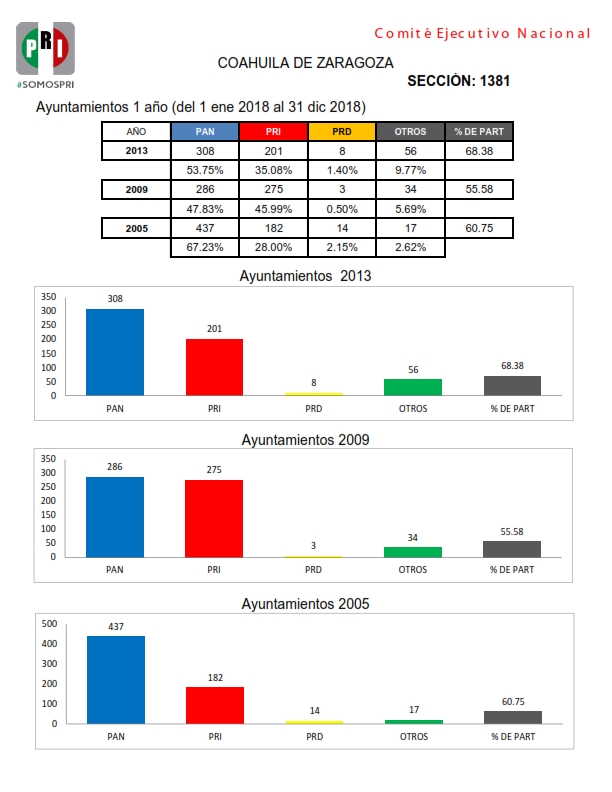 Comité Ejecutivo Nacional
PRI
#SOMOSPRI
COAHUILA DE ZARAGOZA
SECCIÓN: 1381
Ayuntamientos 1 año (del 1 ene 2018 al 31 dic 2018)
AÑO PAN PRI PRD OTROS % DE PART
2013 308 201 8 56 68.38
53.75% 35.08% 1.40% 9.77%
2009 286 275 3 34 55.58
47.83% 45.99% 0.50% 5.69%
2005 437 182 14 17 60.75
67.23% 28.00% 2.15% 2.62%
Ayuntamientos 2013
350
300
250
200
150
100
50
0
308
201
8
56
68.38
PAN PRI PRD OTROS % DE PART
Ayuntamientos 2009
350
300
250
200
150
100
50
0
286
275
3
34
55.58
PAN PRI PRD OTROS % DE PART
Ayuntamientos 2005
500
400
300
200
100
0
437
182
14
17
60.75
PAN PRI PRD OTROS % DE PART